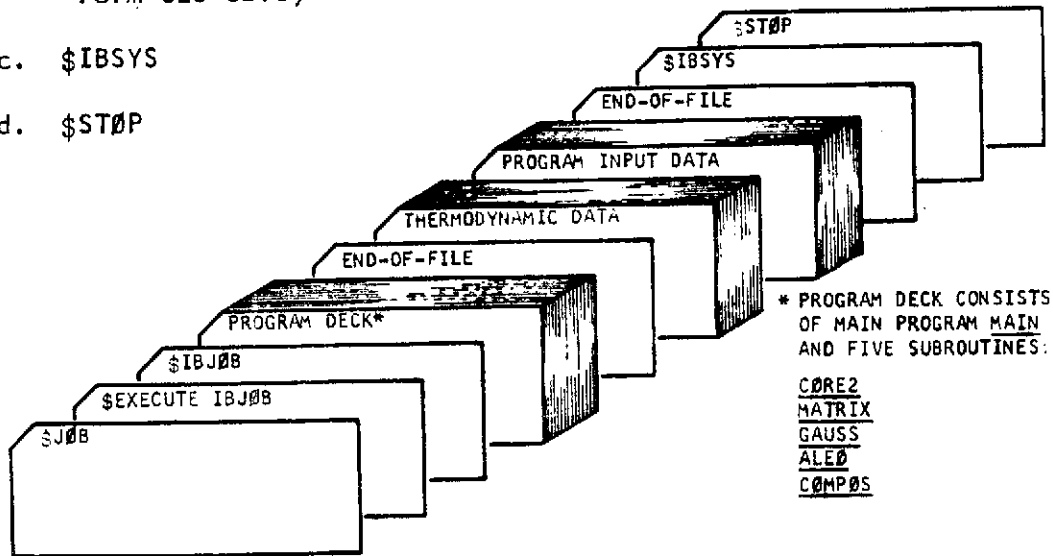 c. $IBSYS
d. $STØP
$STØP
$IBSYS
END-OF-FILE
PROGRAM INPUT DATA
THERMODYNAMIC DATA
END-OF-FILE
PROGRAM DECK*
$IBJØB
$EXECUTE IBJØB
$JØB
* PROGRAM DECK CONSISTS
OF MAIN PROGRAM MAIN
AND FIVE SUBROUTINES:
CØRE2
MATRIX
GAUSS
ALEØ
CØMPØS